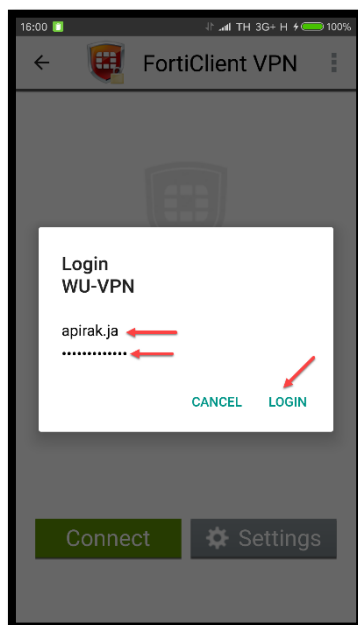 16:00 TH 3G+ H 100%
FortiClient VPN
Login
WU-VPN
apirak.ja
•••••••••••••
CANCEL LOGIN
Connect Settings